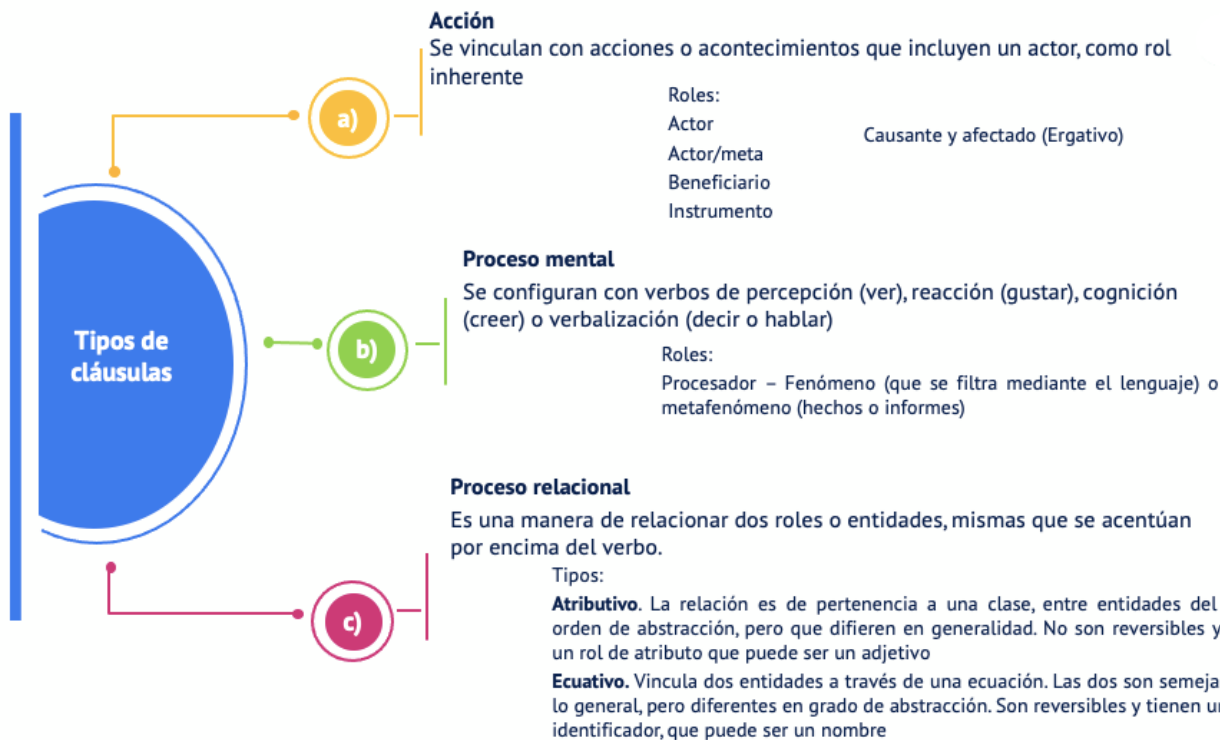 Acción
Se vinculan con acciones o acontecimientos que incluyen un actor, como rol
inherente
a)
Roles:
Actor
Actor/meta
Beneficiario
Instrumento
Causante y afectado (Ergativo)
Proceso mental
Se configuran con verbos de percepción (ver), reacción (gustar), cognición
(creer) o verbalización (decir o hablar)
Tipos de
cláusulas
b)
Roles:
Procesador – Fenómeno (que se filtra mediante el lenguaje) o
metafenómeno (hechos o informes)
Proceso relacional
Es una manera de relacionar dos roles o entidades, mismas que se acentúan
por encima del verbo.
c)
Tipos:
Atributivo. La relación es de pertenencia a una clase, entre entidades del
orden de abstracción, pero que difieren en generalidad. No son reversibles y
un rol de atributo que puede ser un adjetivo
Ecuativo. Vincula dos entidades a través de una ecuación. Las dos son
lo general, pero diferentes en grado de abstracción. Son reversibles y tienen
identificador, que puede ser un nombre